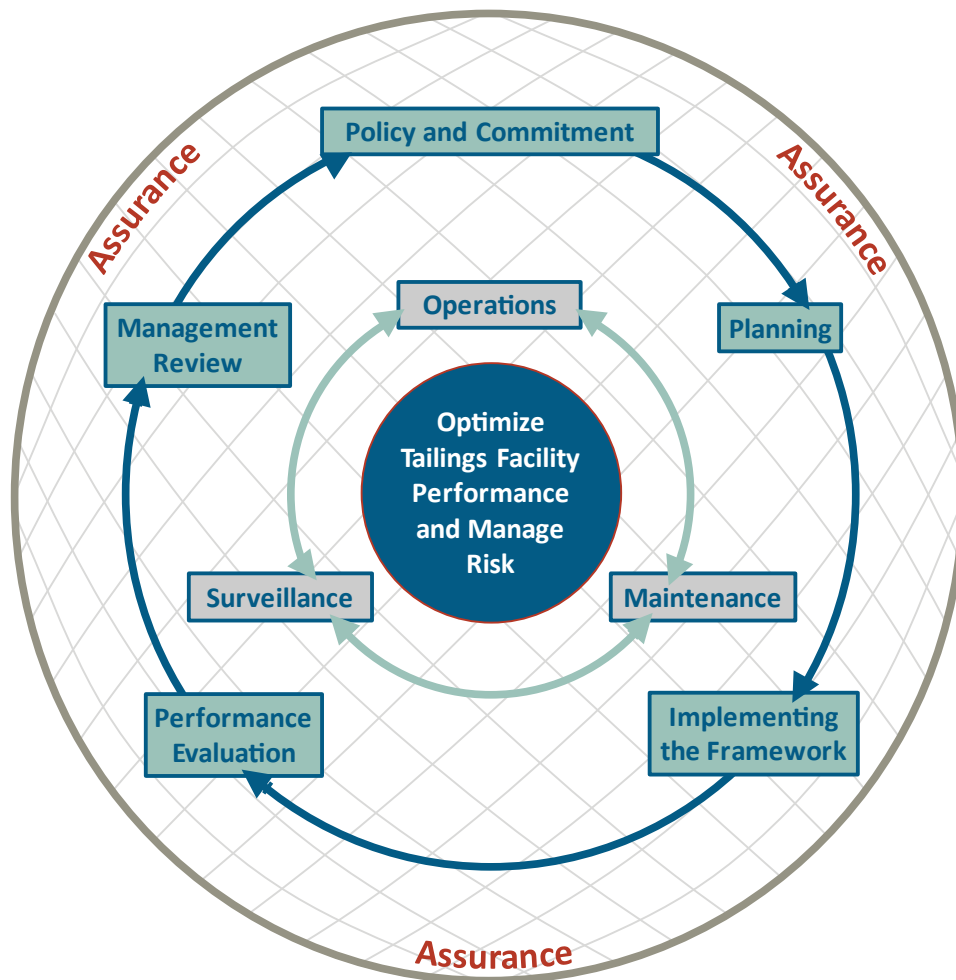 Policy and Commitment
Assurance
Assurance
Operations
Management
Review
Planning
Optimize
Tailings Facility
Performance
and Manage
Risk
Surveillance
Maintenance
Performance
Evaluation
Implementing
the Framework
Assurance